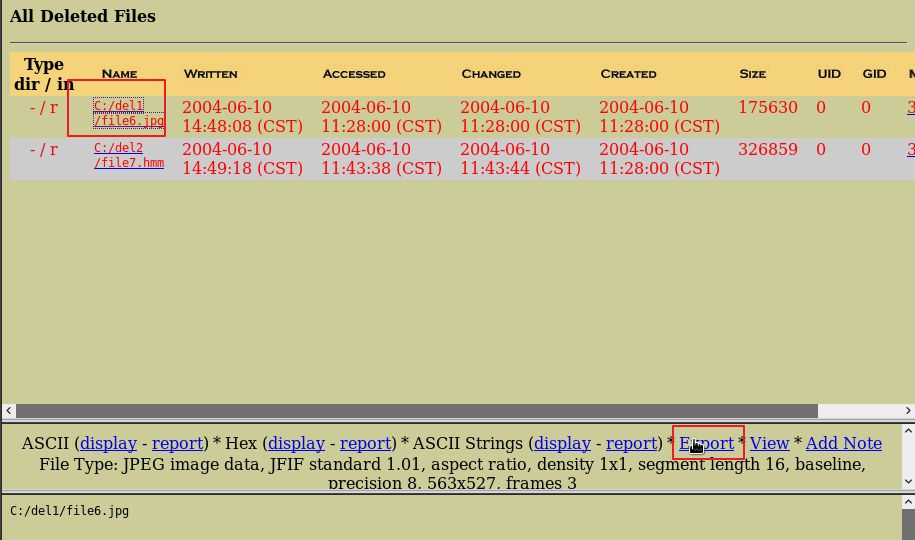 All Deleted Files
Type
dir / in
NAME WRITTEN ACCESSED CHANGED CREATED SIZE UID GID M
- / r C:/del1 2004-06-10 2004-06-10 2004-06-10 2004-06-10 175630 0 0 3
/file6.jpg 14:48:08 (CST) 11:28:00 (CST) 11:28:00 (CST) 11:28:00 (CST)
- / r C:/del2 2004-06-10 2004-06-10 2004-06-10 2004-06-10 326859 0 0 3
/file7.hmm 14:49:18 (CST) 11:43:38 (CST) 11:43:44 (CST) 11:28:00 (CST)
ASCII (display - report) * Hex (display - report) * ASCII Strings (display - report) * Export * View * Add Note
File Type: JPEG image data, JFIF standard 1.01, aspect ratio, density 1x1, segment length 16, baseline,
precision 8, 563x527, frames 3
C:/del1/file6.jpg